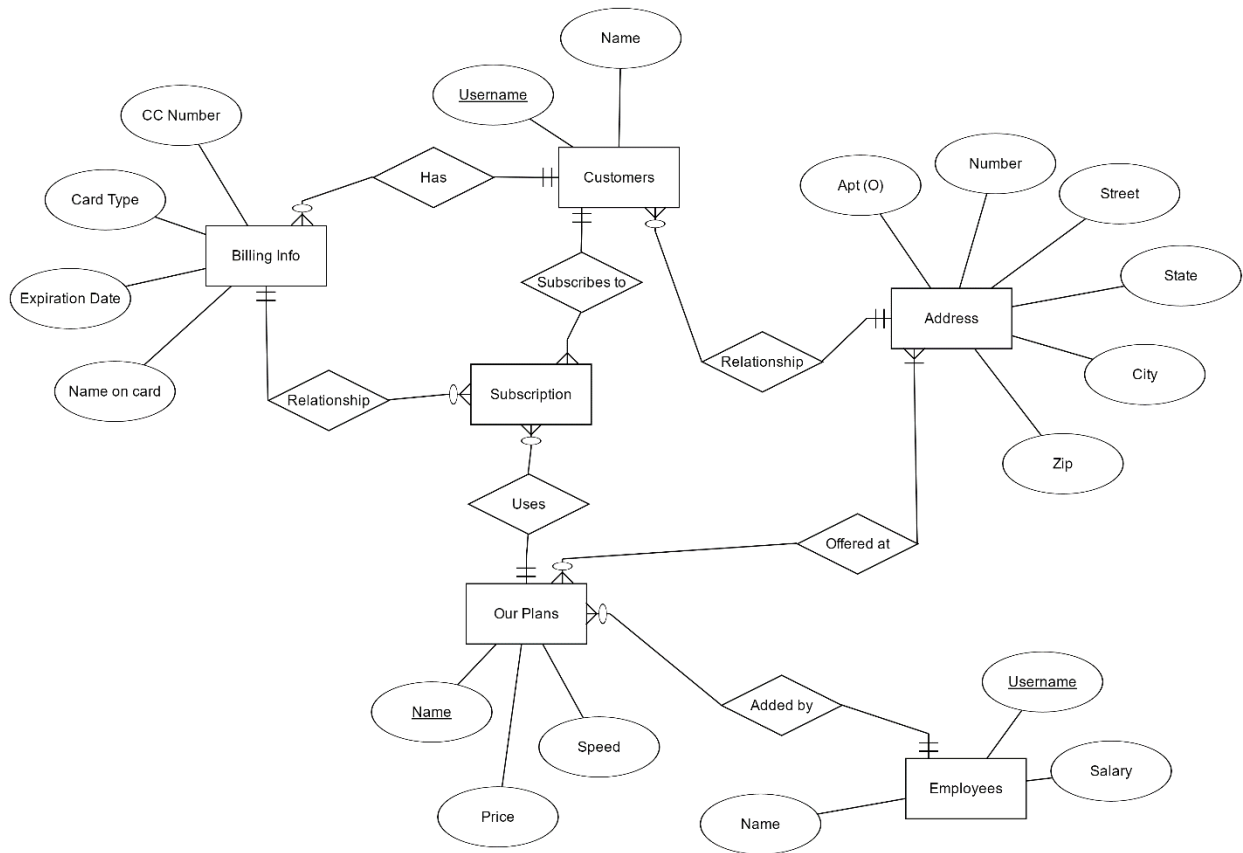 Name
Username
CC Number
Has
Customers
Number
Apt (O)
Street
Card Type
Billing Info
State
Subscribes to
Expiration Date
Address
Relationship
City
Name on card
Relationship
Subscription
Zip
Uses
Offered at
Our Plans
Username
Name
Added by
Speed
Salary
Employees
Price
Name